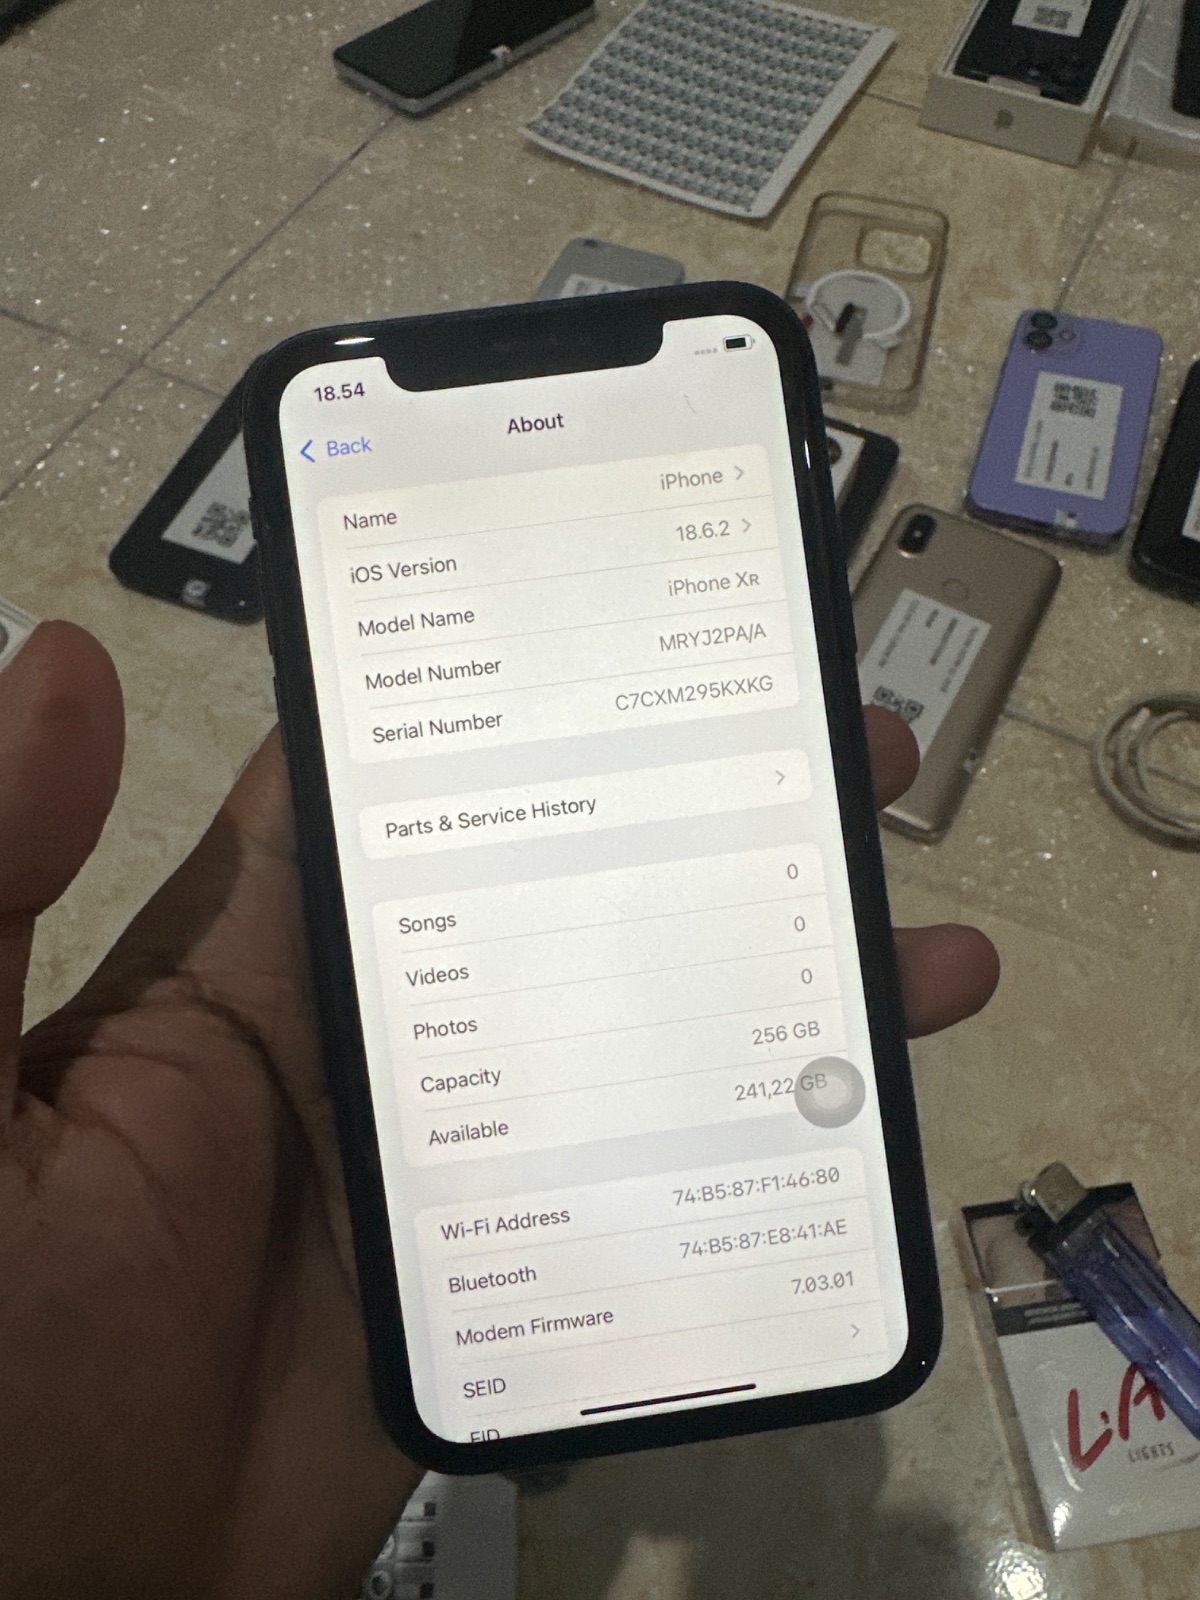 18.54
Back
About
Name iPhone
iOS Version 18.6.2
Model Name iPhone XR
Model Number MRYJ2PA/A
Serial Number C7CXM295KXKG
Parts & Service History
Songs 0
Videos 0
Photos 0
Capacity 256 GB
Available 241,22 GB
Wi-Fi Address 74:B5:87:F1:46:80
Bluetooth 74:B5:87:E8:41:AE
Modem Firmware 7.03.01
SEID
EID
L.A
LIGHTS